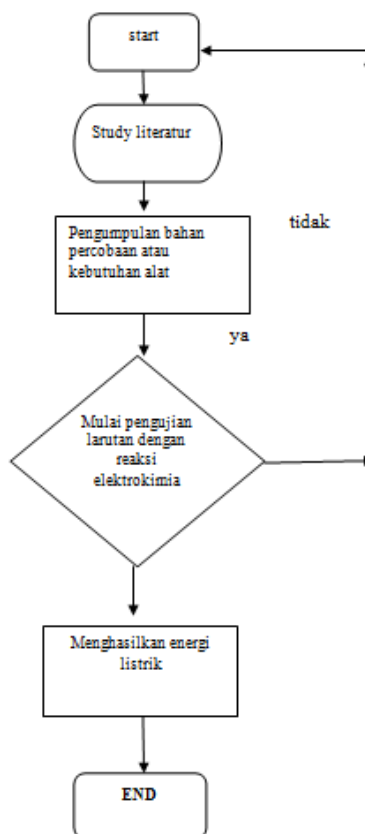 start
Study literatur
Pengumpulan bahan
percobaan atau
kebutuhan alat
tidak
ya
Mulai pengujian
larutan dengan
reaksi
elektrokimia
Menghasilkan energi
listrik
END